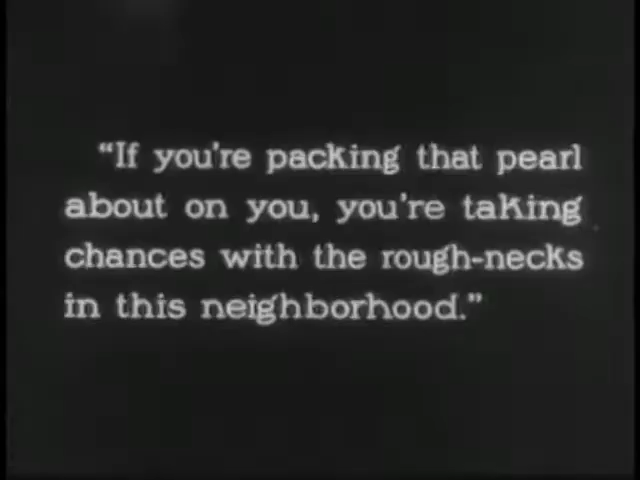 “If you're packing that pearl
about on you, you're taking
chances with the rough-necks
in this neighborhood.”